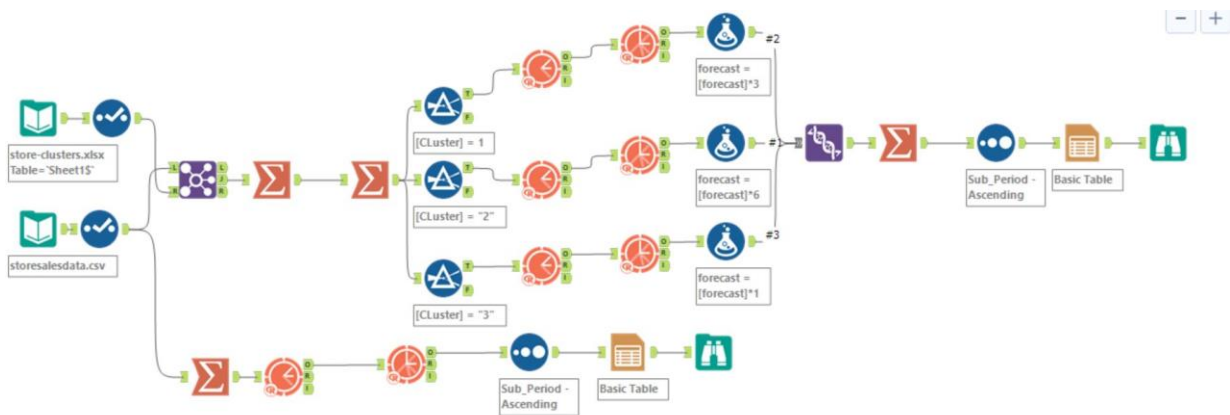 − +
#2
forecast =
[forecast]*3
store-clusters.xlsx
Table=`Sheet1$`
L
R
L
J
R
T
F
[CLuster] = 1
O
R
I
O
R
I
#1
T
F
[CLuster] = "2"
O
R
I
O
R
I
forecast =
[forecast]*6
Sub_Period -
Ascending
Basic Table
storesalesdata.csv
#3
T
F
[CLuster] = "3"
O
R
I
O
R
I
forecast =
[forecast]*1
O
R
I
O
R
I
Sub_Period -
Ascending
Basic Table